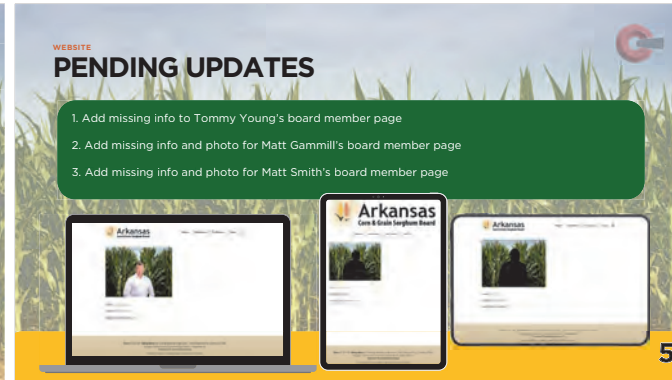 WEBSITE
PENDING UPDATES
1. Add missing info to Tommy Young's board member page
2. Add missing info and photo for Matt Gammill's board member page
3. Add missing info and photo for Matt Smith's board member page
Arkansas
Arkansas
Corn & Grain Sorghum Board
Arkansas
5